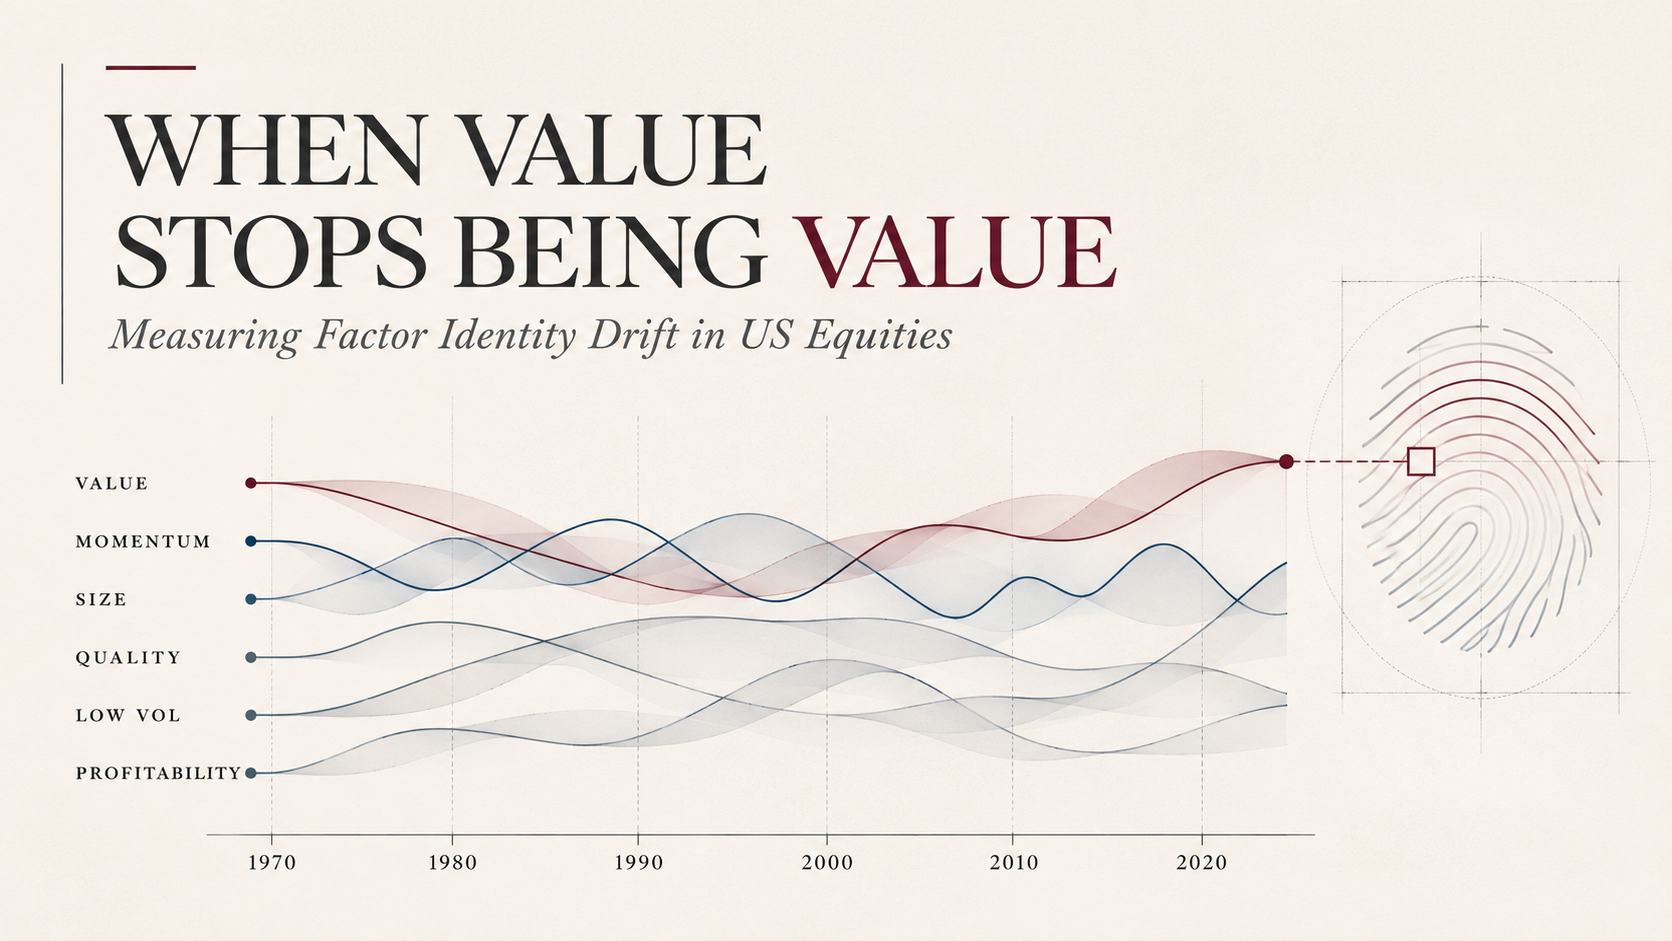 WHEN VALUE
STOPS BEING VALUE
Measuring Factor Identity Drift in US Equities
VALUE
MOMENTUM
SIZE
QUALITY
LOW VOL
PROFITABILITY
1970 1980 1990 2000 2010 2020